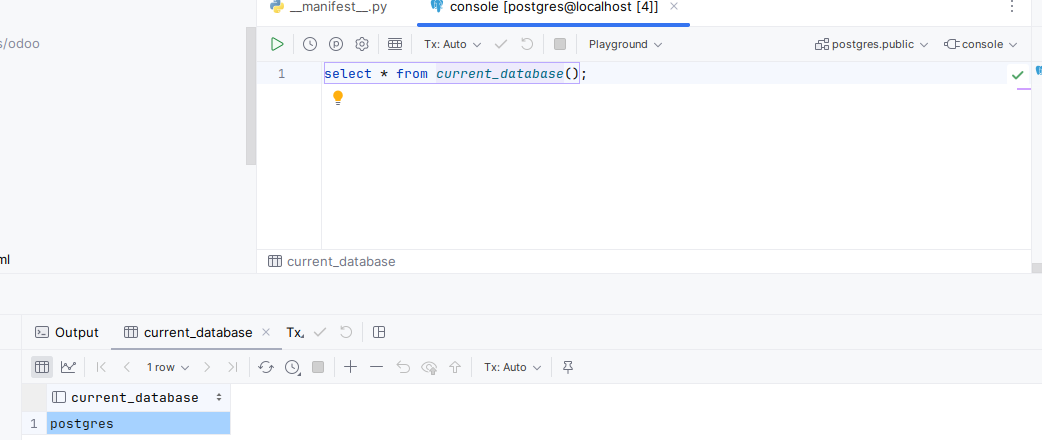 __manifest__.py
console [postgres@localhost [4]]
s/odoo
Tx: Auto
Playground
postgres.public
console
1
select * from current_database();
ml
current_database
Output
current_database
Tx
1 row
Tx: Auto
current_database
1
postgres